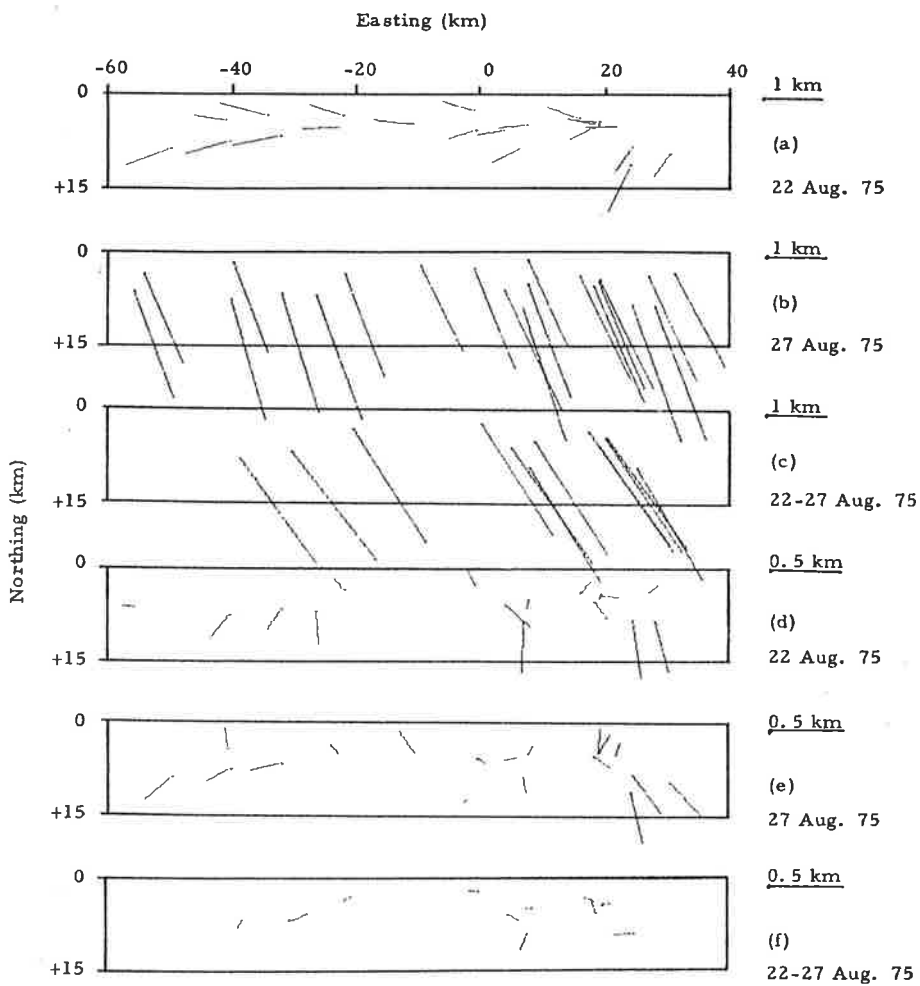 Easting (km)
-60 -40 -20 0 20 40
0
+15
1 km
(a)
22 Aug. 75
0
+15
1 km
(b)
27 Aug. 75
0
+15
1 km
(c)
22-27 Aug. 75
Northing (km)
0
+15
0.5 km
(d)
22 Aug. 75
0
+15
0.5 km
(e)
27 Aug. 75
0
+15
0.5 km
(f)
22-27 Aug. 75